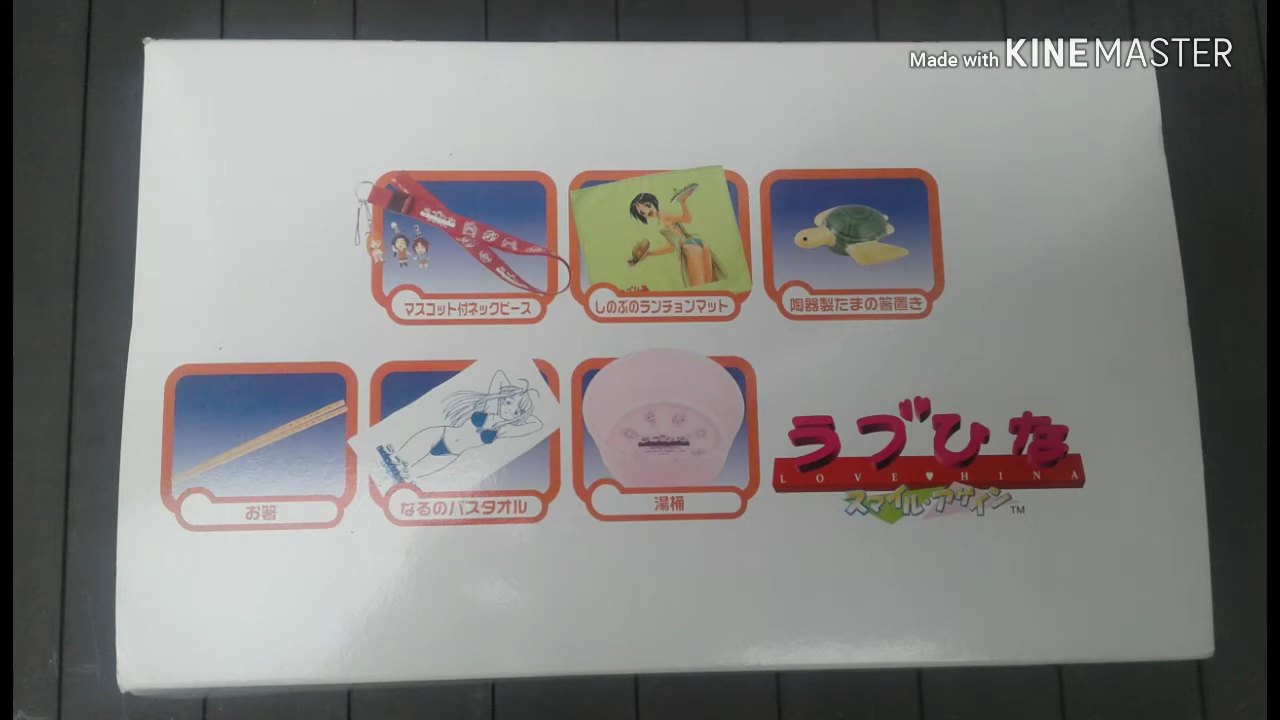 Made with KINEMASTER
マスコット付ネックピース
しのぶのランチョンマット
陶器製たまの箸置き
お箸
なるのバスタオル
湯桶
ラブひな
LOVE♥HINA
スマイル・アゲイン TM